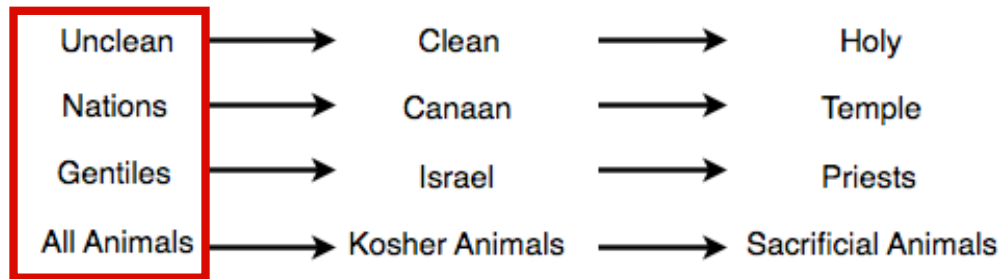 Unclean Clean Holy
Nations Canaan Temple
Gentiles Israel Priests
All Animals Kosher Animals Sacrificial Animals